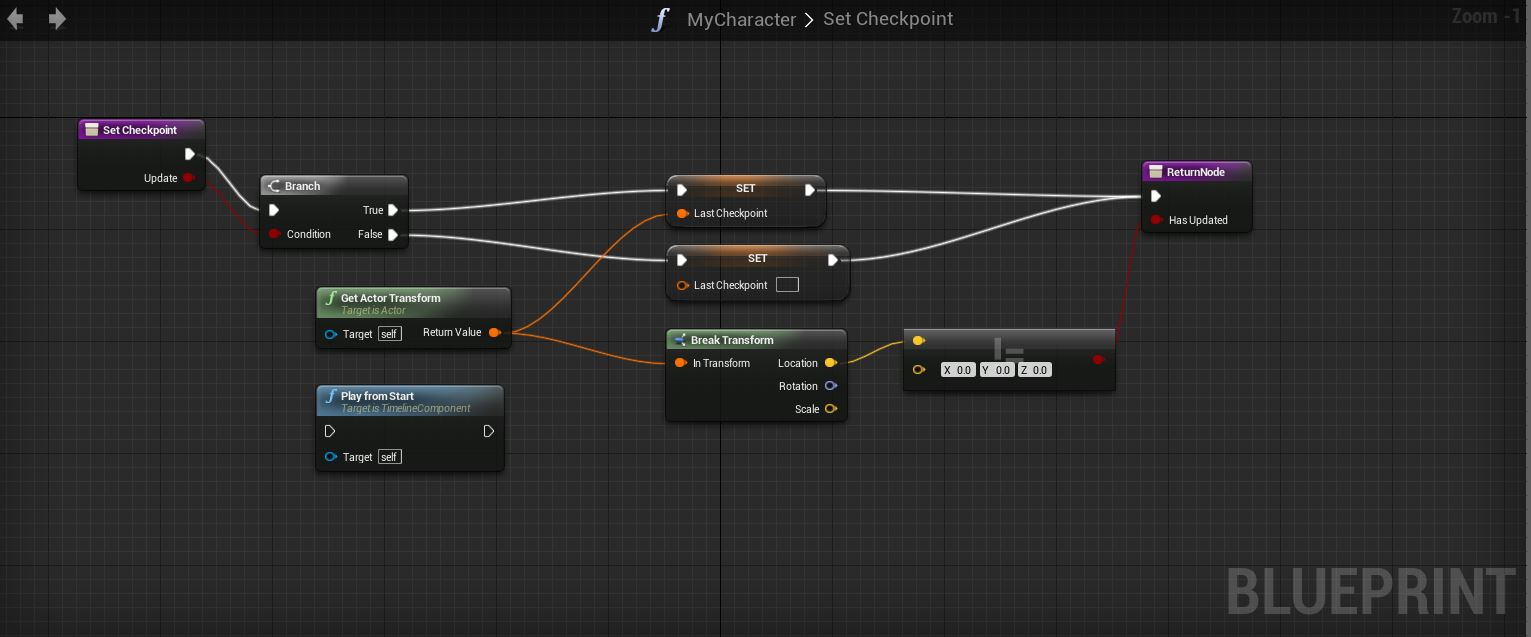 MyCharacter > Set Checkpoint
Zoom -1
Set Checkpoint
Update
Branch
True
Condition
False
SET
Last Checkpoint
SET
Last Checkpoint
ReturnNode
Has Updated
Get Actor Transform
Target is Actor
Target self
Return Value
Break Transform
In Transform
Location
Rotation
Scale
!=
X 0.0 Y 0.0 Z 0.0
Play from Start
Target is TimelineComponent
Target self
BLUEPRINT